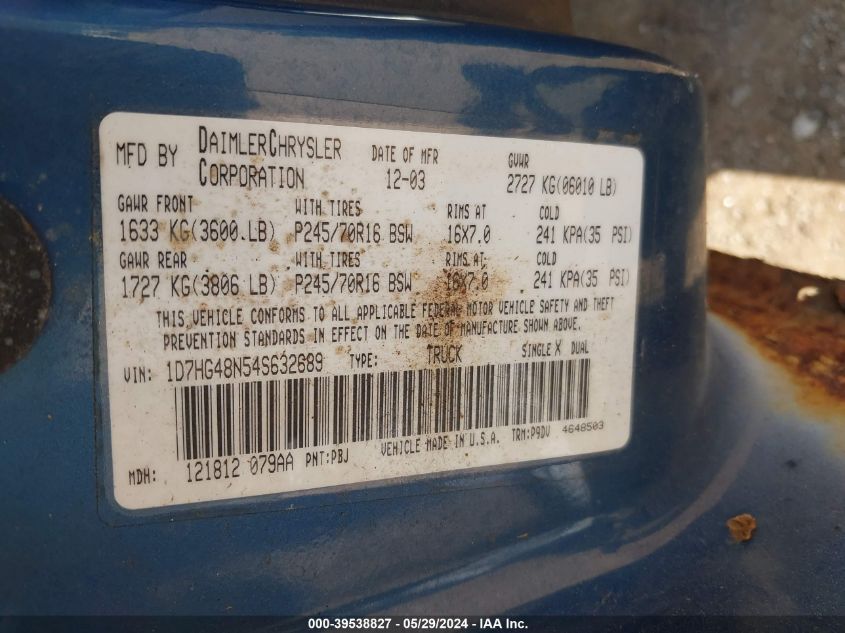 MFD BY DAIMLERCHRYSLER CORPORATION DATE OF MFR 12-03 GVWR 2727 KG(06010 LB)
GAWR FRONT WITH TIRES RIMS AT COLD
1633 KG(3600.LB) P245/70R16 BSW 16X7.0 241 KPA(35 PSI)
GAWR REAR WITH TIRES RIMS AT COLD
1727 KG(3806 LB) P245/70R16 BSW 16X7.0 241 KPA(35 PSI)
THIS VEHICLE CONFORMS TO ALL APPLICABLE FEDERAL MOTOR VEHICLE SAFETY AND THEFT
PREVENTION STANDARDS IN EFFECT ON THE DATE OF MANUFACTURE SHOWN ABOVE.
VIN: 1D7HG48N54S632689 TYPE: TRUCK SINGLE X DUAL
MDH: 121812 079AA PNT:PBJ VEHICLE MADE IN U.S.A. TRM:P9DV 4648503
000-39538827 - 05/29/2024 - IAA Inc.